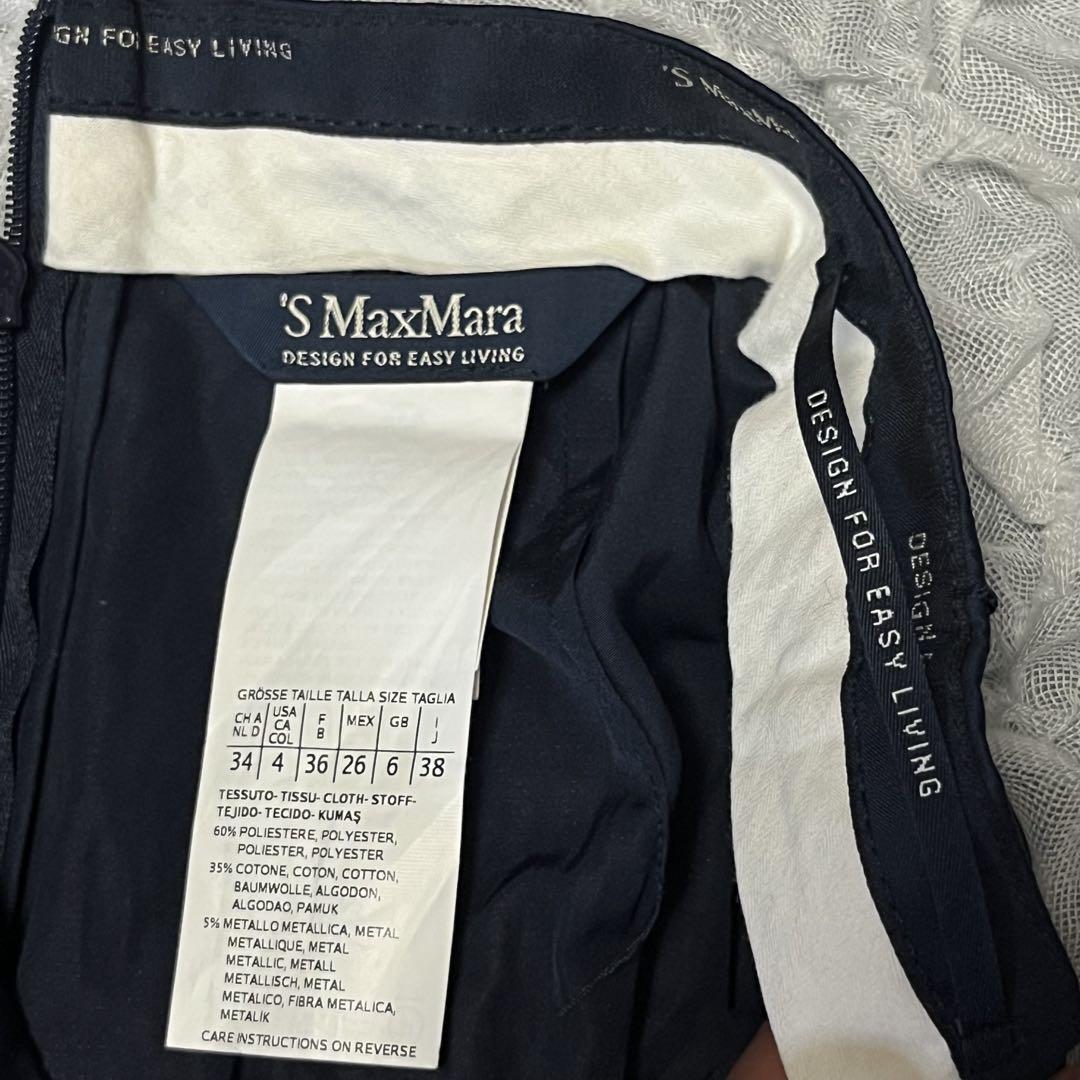 GN FO EASY LIVING
'S MaxMa
'S MaxMara
DESIGN FOR EASY LIVING
DESIGN FOR EASY LIVING
DESIGN
GRÖSSE TAILLE TALLA SIZE TAGLIA
CH A NL D USA CA COL F B MEX GB I J
34 4 36 26 6 38
TESSUTO- TISSU- CLOTH- STOFF-
TEJIDO- TECIDO- KUMAŞ
60% POLIESTERE, POLYESTER,
POLIESTER, POLYESTER
35% COTONE, COTON, COTTON,
BAUMWOLLE, ALGODON,
ALGODAO, PAMUK
5% METALLO METALLICA, METAL
METALLIQUE, METAL
METALLIC, METALL
METALLISCH, METAL
METALICO, FIBRA METALICA,
METALIK
CARE INSTRUCTIONS ON REVERSE